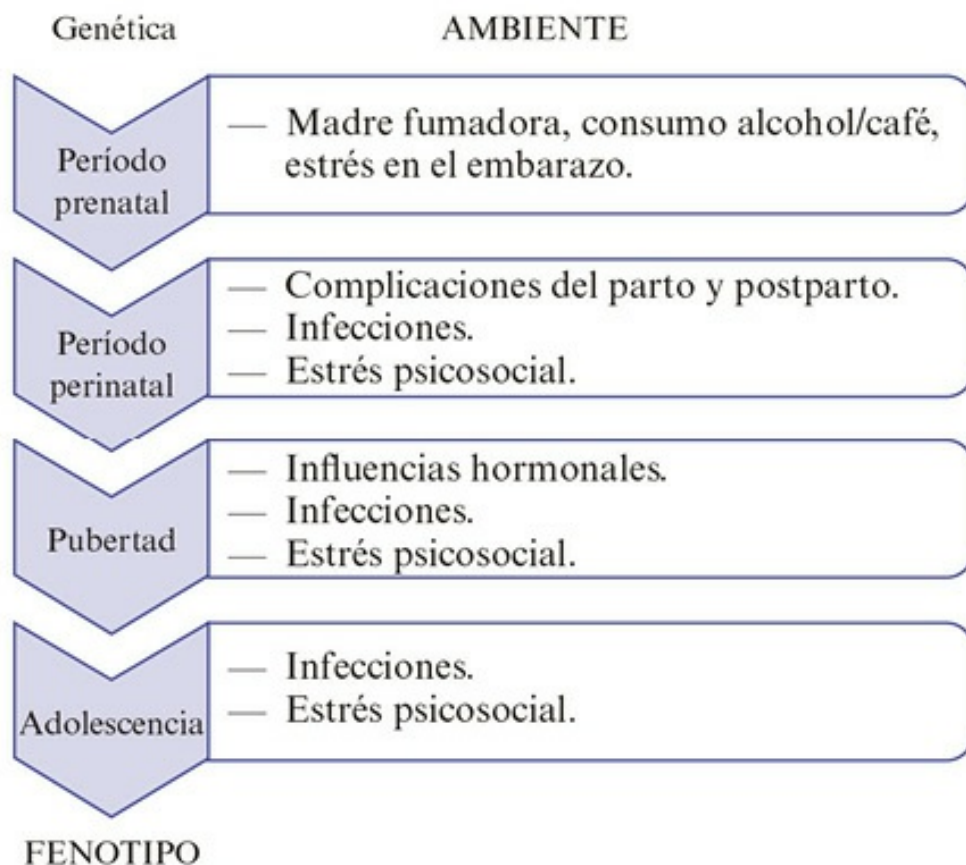 Genética AMBIENTE
Período
prenatal
— Madre fumadora, consumo alcohol/café,
estrés en el embarazo.
Período
perinatal
— Complicaciones del parto y postparto.
— Infecciones.
— Estrés psicosocial.
Pubertad
— Influencias hormonales.
— Infecciones.
— Estrés psicosocial.
Adolescencia
— Infecciones.
— Estrés psicosocial.
FENOTIPO